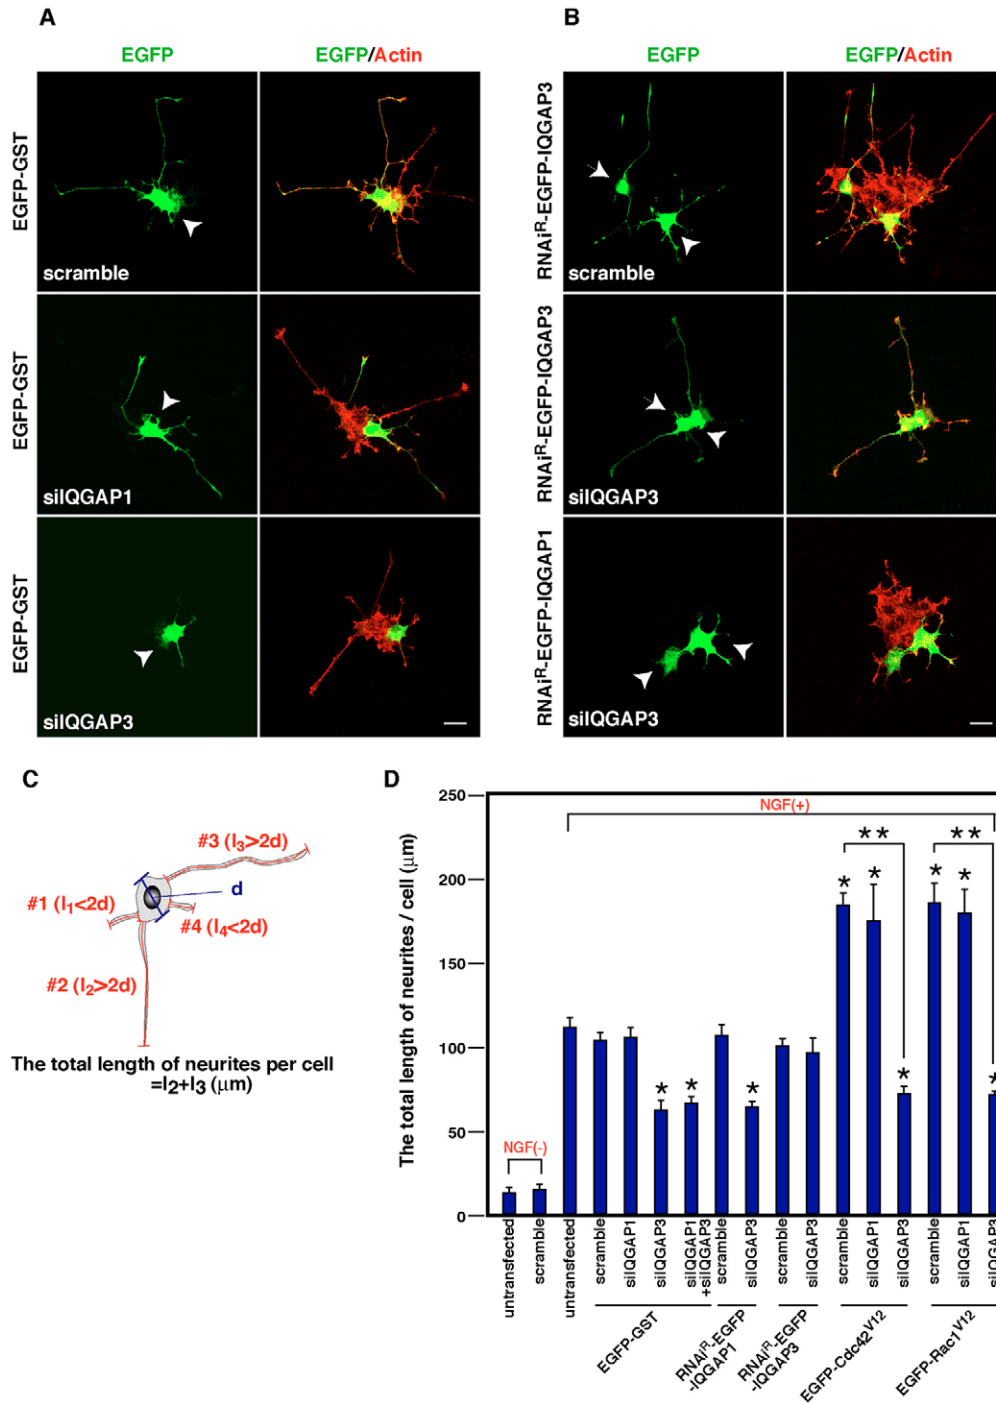 A
EGFP
EGFP/Actin
EGFP-GST
scramble
EGFP-GST
siIQGAP1
EGFP-GST
siIQGAP3
B
EGFP
EGFP/Actin
RNAiR-EGFP-IQGAP3
scramble
RNAiR-EGFP-IQGAP3
siIQGAP3
RNAiR-EGFP-IQGAP1
siIQGAP3
C
#3 (l3>2d)
d
#1 (l1<2d)
#4 (l4<2d)
#2 (l2>2d)
The total length of neurites per cell
=l2+l3 (μm)
D
The total length of neurites / cell (μm)
250
200
150
100
50
0
NGF(+)
NGF(-)
* *
* *
* * * * * * * * *
untransfected
scramble
untransfected
scramble
siIQGAP1
siIQGAP3
siIQGAP1
+siIQGAP3
scramble
siIQGAP3
scramble
siIQGAP3
scramble
siIQGAP1
siIQGAP3
scramble
siIQGAP1
siIQGAP3
EGFP-GST
RNAiR-EGFP
-IQGAP1
RNAiR-EGFP
-IQGAP3
EGFP-Cdc42V12
EGFP-Rac1V12